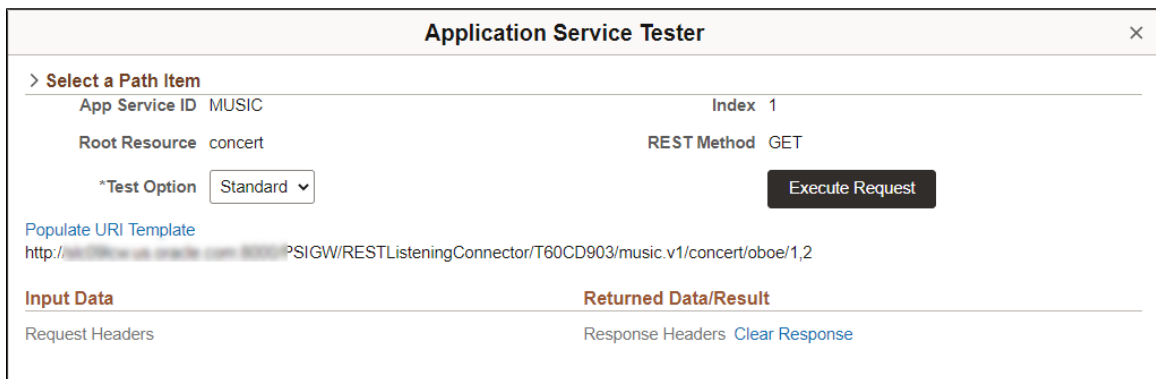 Application Service Tester ×
> Select a Path Item
App Service ID MUSIC Index 1
Root Resource concert REST Method GET
*Test Option Standard Execute Request
Populate URI Template
http:/ PSIGW/RESTListeningConnector/T60CD903/music.v1/concert/oboe/1,2
Input Data Returned Data/Result
Request Headers Response Headers Clear Response